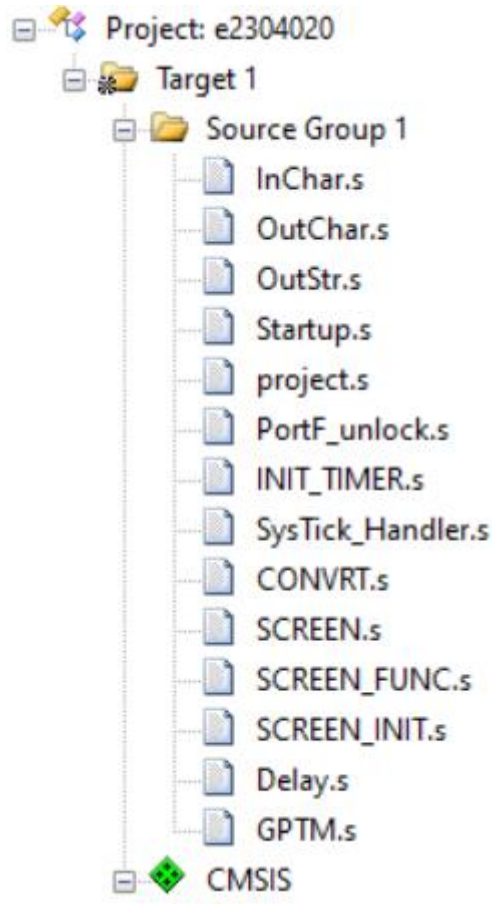 Project: e2304020
Target 1
Source Group 1
InChar.s
OutChar.s
OutStr.s
Startup.s
project.s
PortF_unlock.s
INIT_TIMER.s
SysTick_Handler.s
CONVRT.s
SCREEN.s
SCREEN_FUNC.s
SCREEN_INIT.s
Delay.s
GPTM.s
CMSIS